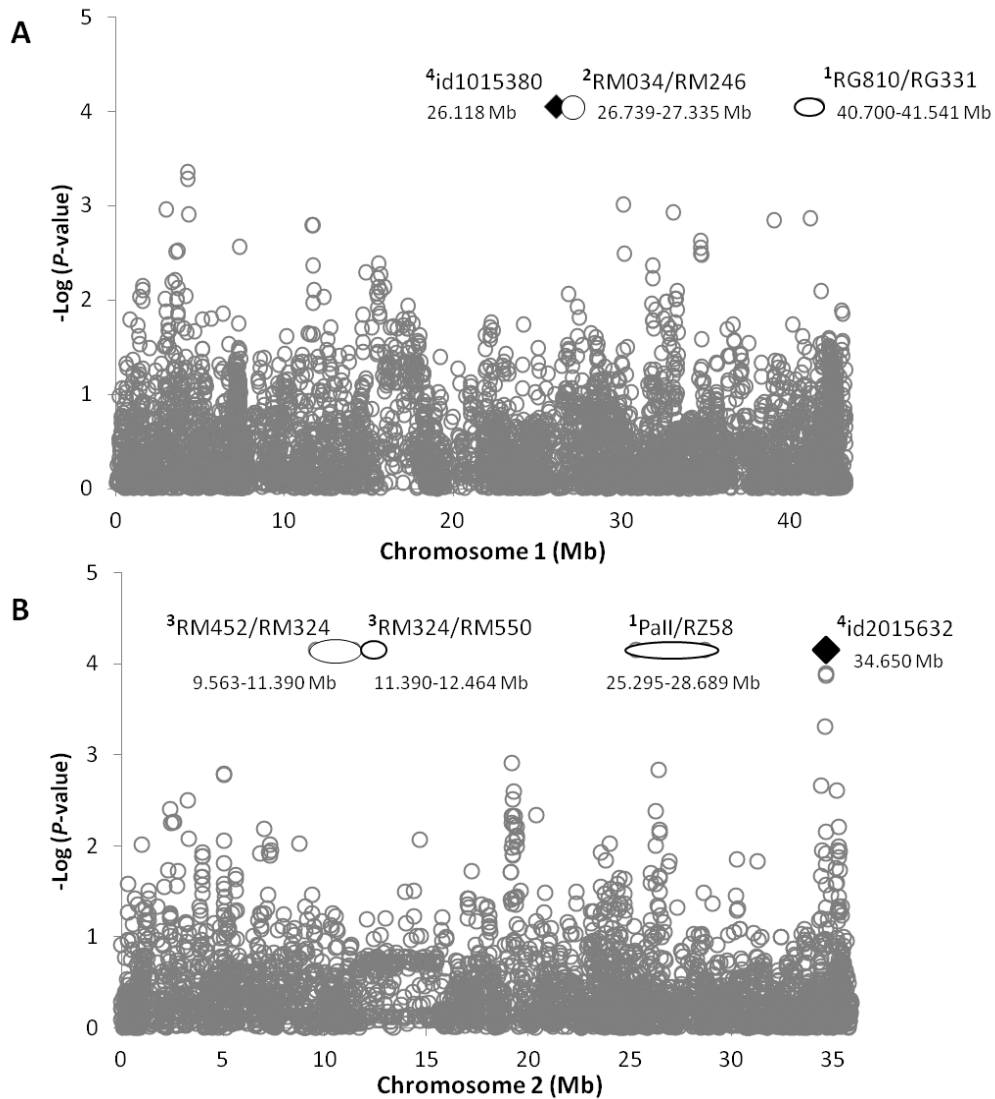 A
5
4
3
2
1
0
-Log (P-value)
⁴id1015380
26.118 Mb
²RM034/RM246
26.739-27.335 Mb
¹RG810/RG331
40.700-41.541 Mb
0 10 20 30 40
Chromosome 1 (Mb)
B
5
4
3
2
1
0
-Log (P-value)
³RM452/RM324
9.563-11.390 Mb
³RM324/RM550
11.390-12.464 Mb
¹PaII/RZ58
25.295-28.689 Mb
⁴id2015632
34.650 Mb
0 5 10 15 20 25 30 35
Chromosome 2 (Mb)